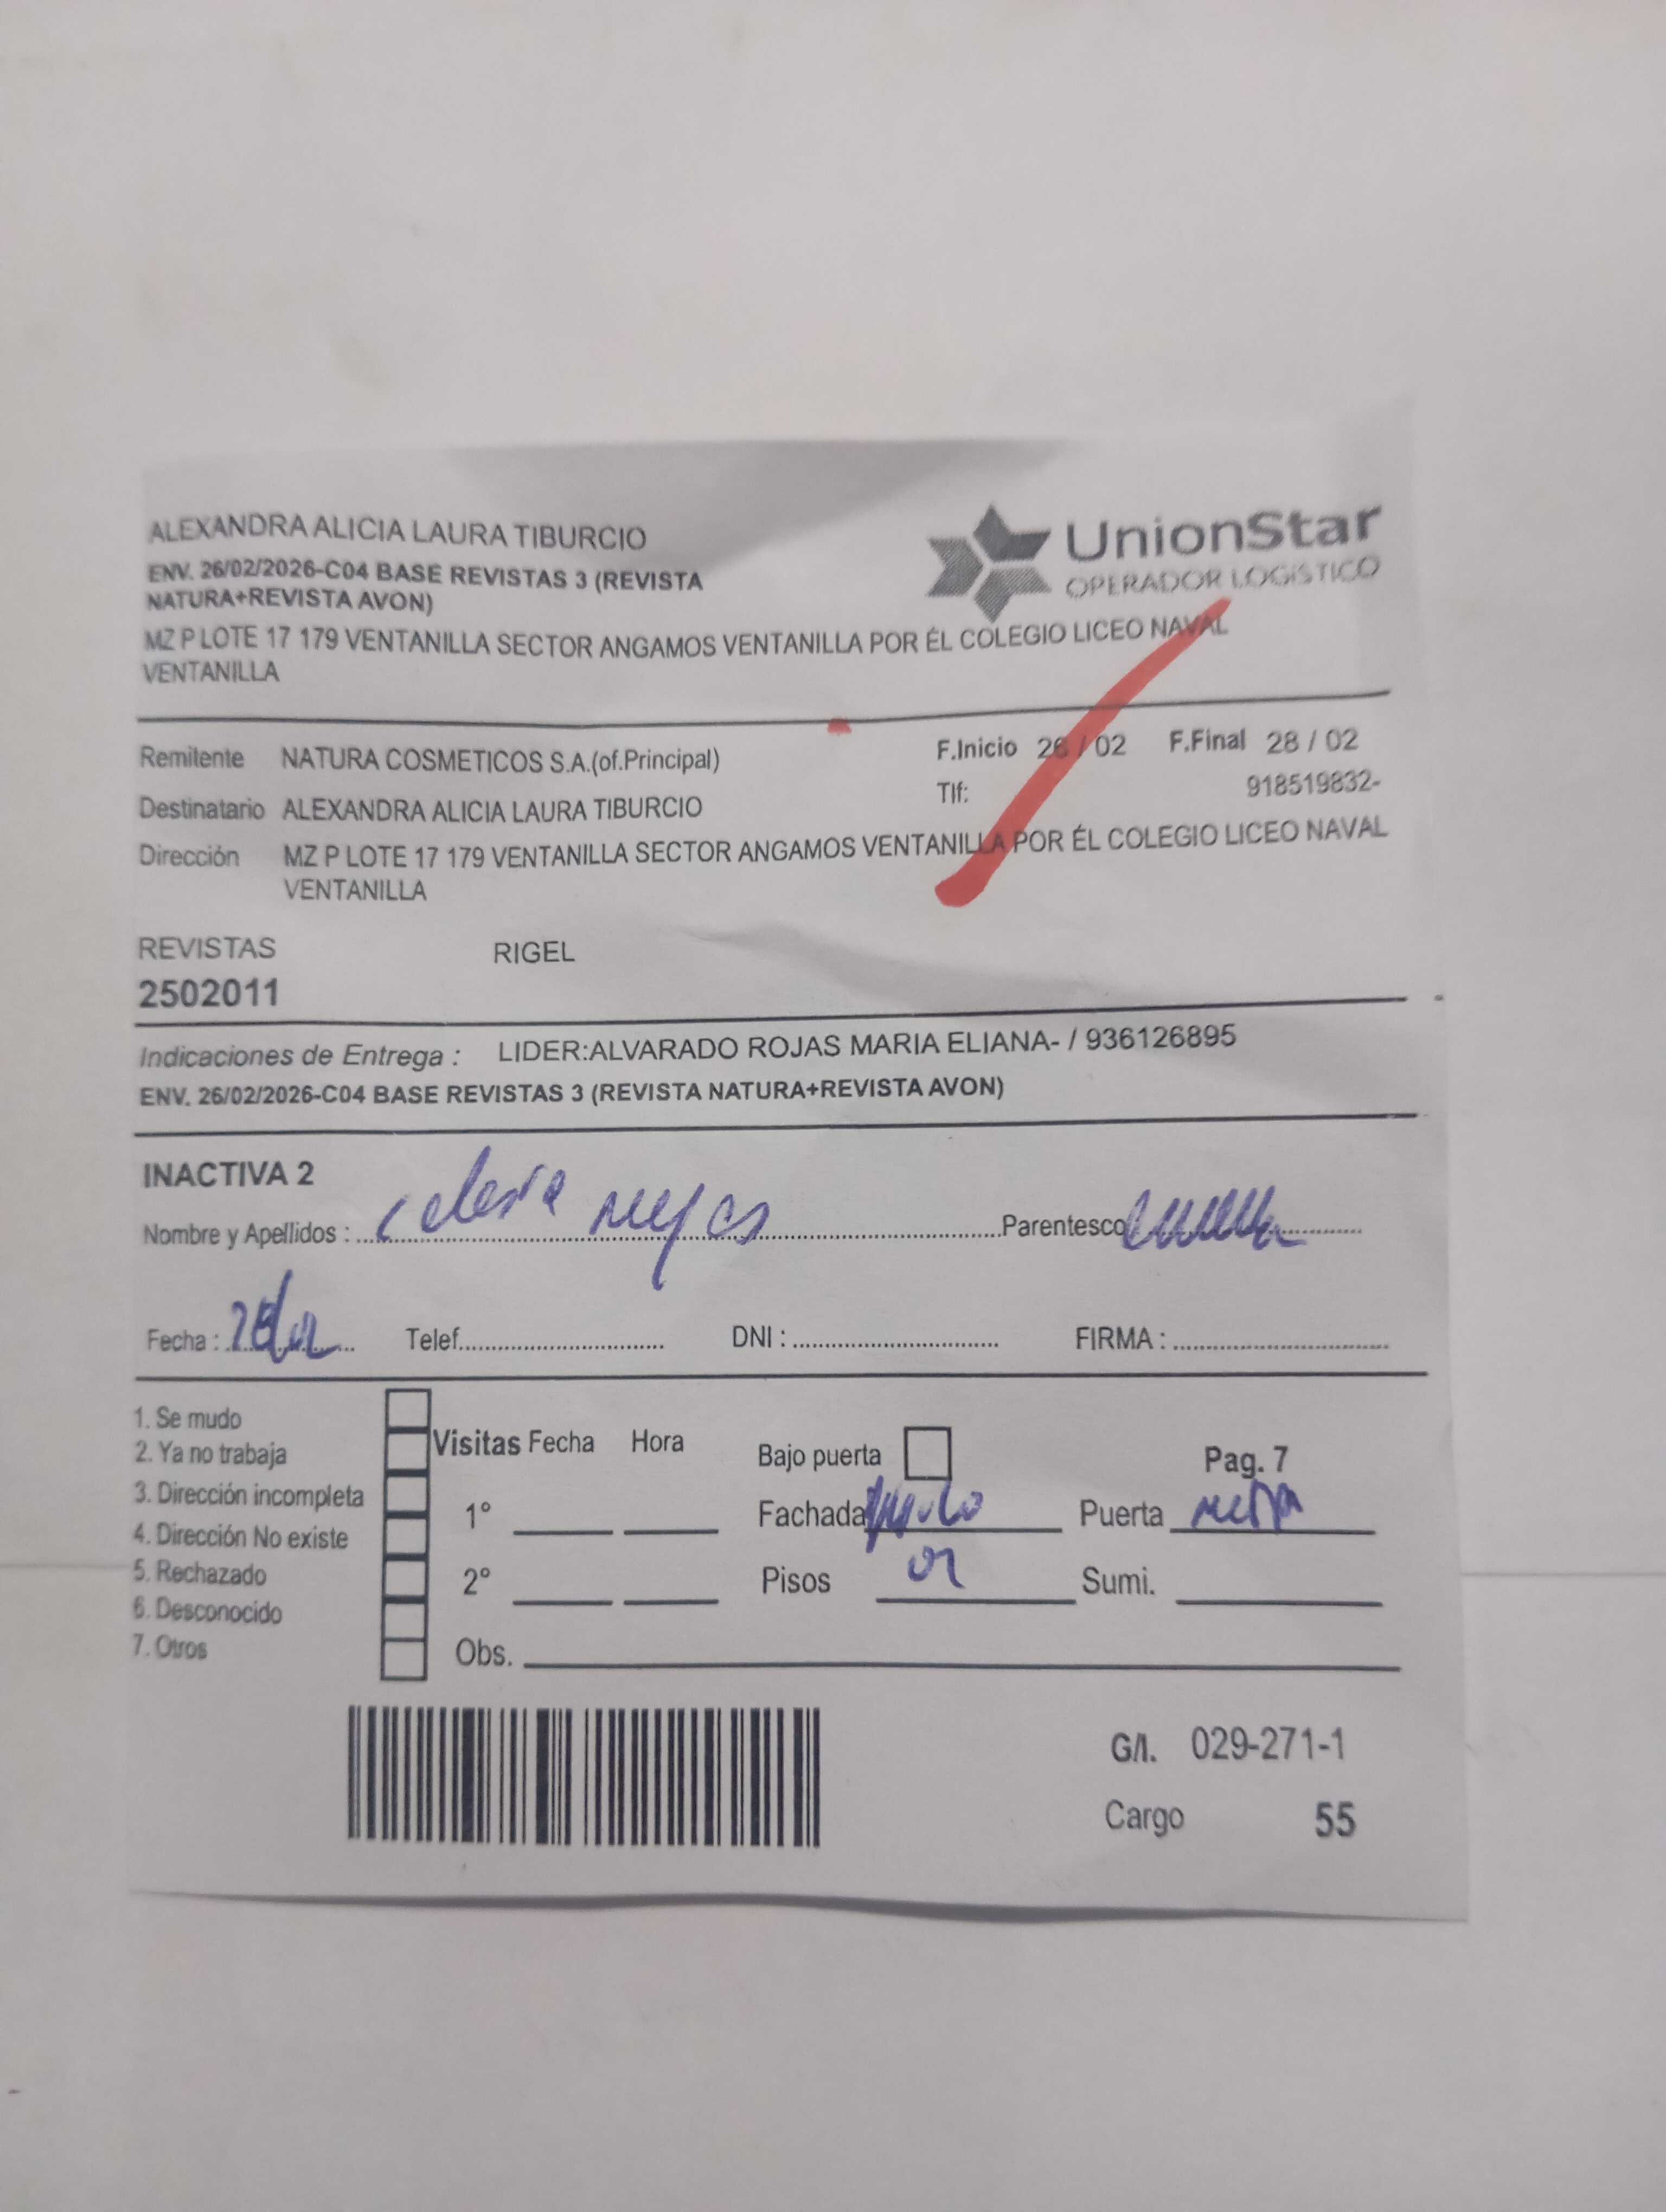 ALEXANDRA ALICIA LAURA TIBURCIO
UnionStar
OPERADOR LOGISTICO
ENV. 26/02/2026-C04 BASE REVISTAS 3 (REVISTA
NATURA+REVISTA AVON)
MZ P LOTE 17 179 VENTANILLA SECTOR ANGAMOS VENTANILLA POR ÉL COLEGIO LICEO NAVAL
VENTANILLA
Remitente NATURA COSMETICOS S.A.(of.Principal) F.Inicio 26 / 02 F.Final 28 / 02
Tlf: 918519832-
Destinatario ALEXANDRA ALICIA LAURA TIBURCIO
Dirección MZ P LOTE 17 179 VENTANILLA SECTOR ANGAMOS VENTANILLA POR ÉL COLEGIO LICEO NAVAL
VENTANILLA
REVISTAS RIGEL
2502011
Indicaciones de Entrega : LIDER:ALVARADO ROJAS MARIA ELIANA- / 936126895
ENV. 26/02/2026-C04 BASE REVISTAS 3 (REVISTA NATURA+REVISTA AVON)
INACTIVA 2
Nombre y Apellidos : Parentesco
Fecha : Telef. DNI : FIRMA :
1. Se mudo
2. Ya no trabaja
3. Dirección incompleta
4. Dirección No existe
5. Rechazado
6. Desconocido
7. Otros
Visitas Fecha Hora Bajo puerta Pag. 7
1° Fachada Puerta
2° Pisos 02 Sumi.
Obs.
G/I. 029-271-1
Cargo 55